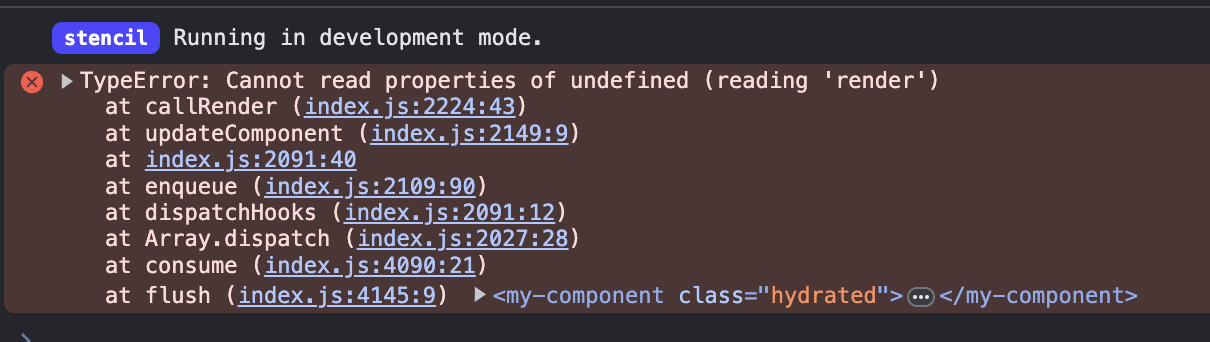 stencil Running in development mode.
TypeError: Cannot read properties of undefined (reading 'render')
at callRender (index.js:2224:43)
at updateComponent (index.js:2149:9)
at index.js:2091:40
at enqueue (index.js:2109:90)
at dispatchHooks (index.js:2091:12)
at Array.dispatch (index.js:2027:28)
at consume (index.js:4090:21)
at flush (index.js:4145:9) <my-component class="hydrated">…</my-component>